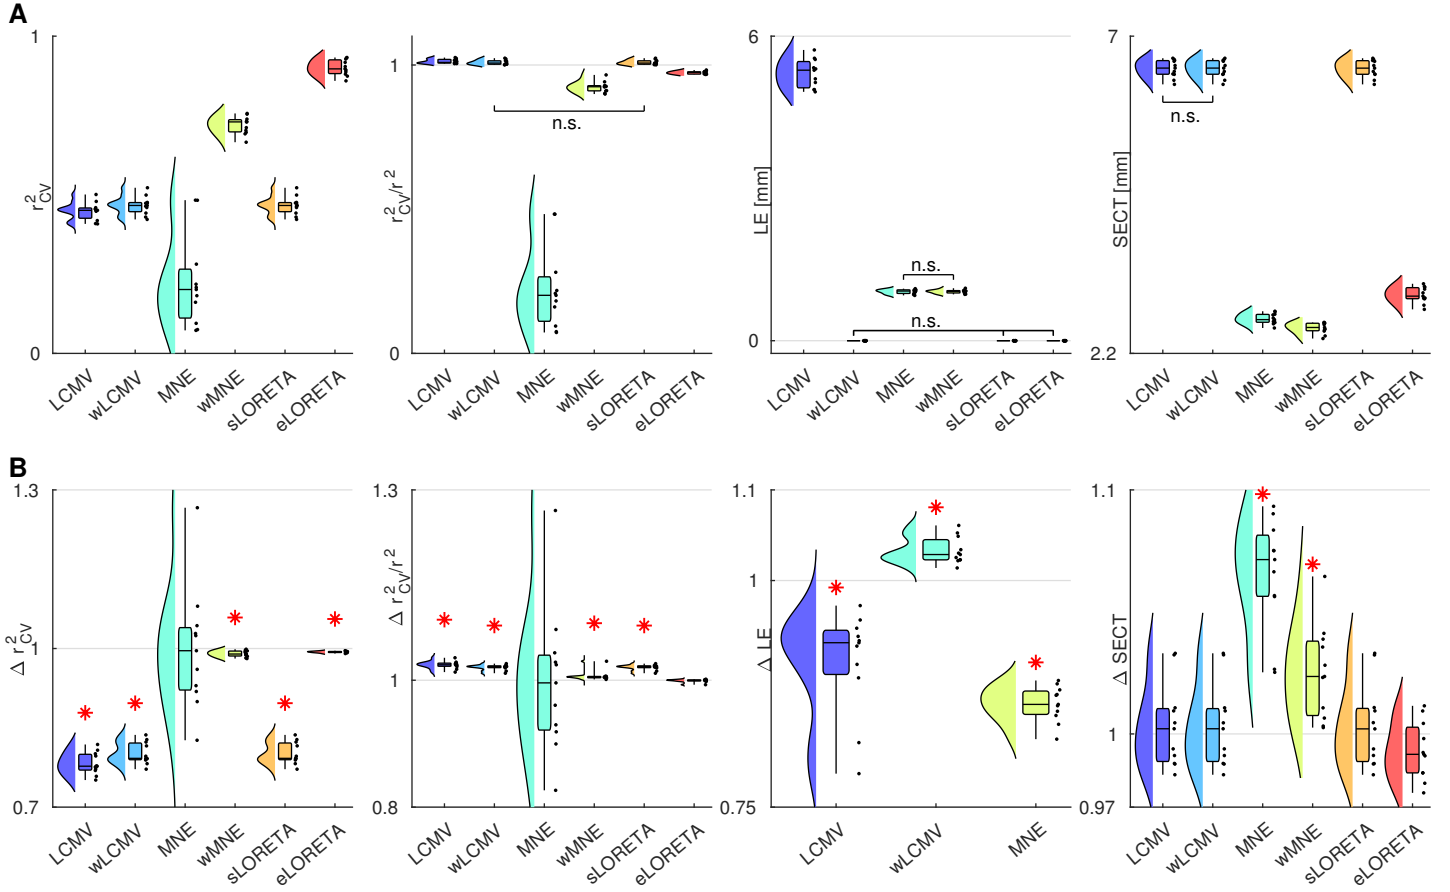 A
1
0
r²CV
LCMV
wLCMV
MNE
wMNE
sLORETA
eLORETA
1
0
r²CV/r²
n.s.
LCMV
wLCMV
MNE
wMNE
sLORETA
eLORETA
6
0
LE [mm]
n.s.
n.s.
LCMV
wLCMV
MNE
wMNE
sLORETA
eLORETA
7
2.2
SECT [mm]
n.s.
LCMV
wLCMV
MNE
wMNE
sLORETA
eLORETA
B
1.3
1
0.7
Δ r²CV
LCMV
wLCMV
MNE
wMNE
sLORETA
eLORETA
1.3
1
0.8
Δ r²CV/r²
LCMV
wLCMV
MNE
wMNE
sLORETA
eLORETA
1.1
1
0.75
Δ LE
LCMV
wLCMV
MNE
1.1
1
0.97
Δ SECT
LCMV
wLCMV
MNE
wMNE
sLORETA
eLORETA